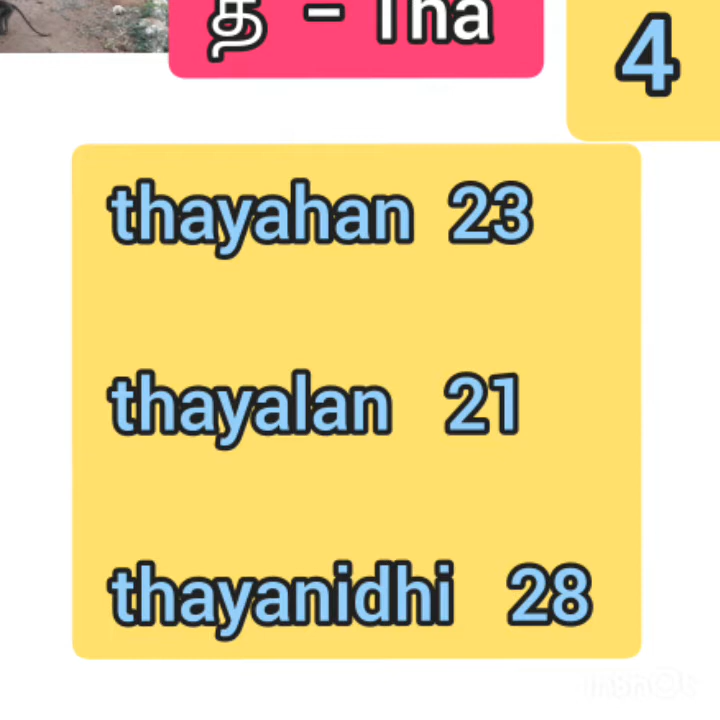 த - Tha
4
thayahan 23
thayalan 21
thayanidhi 28